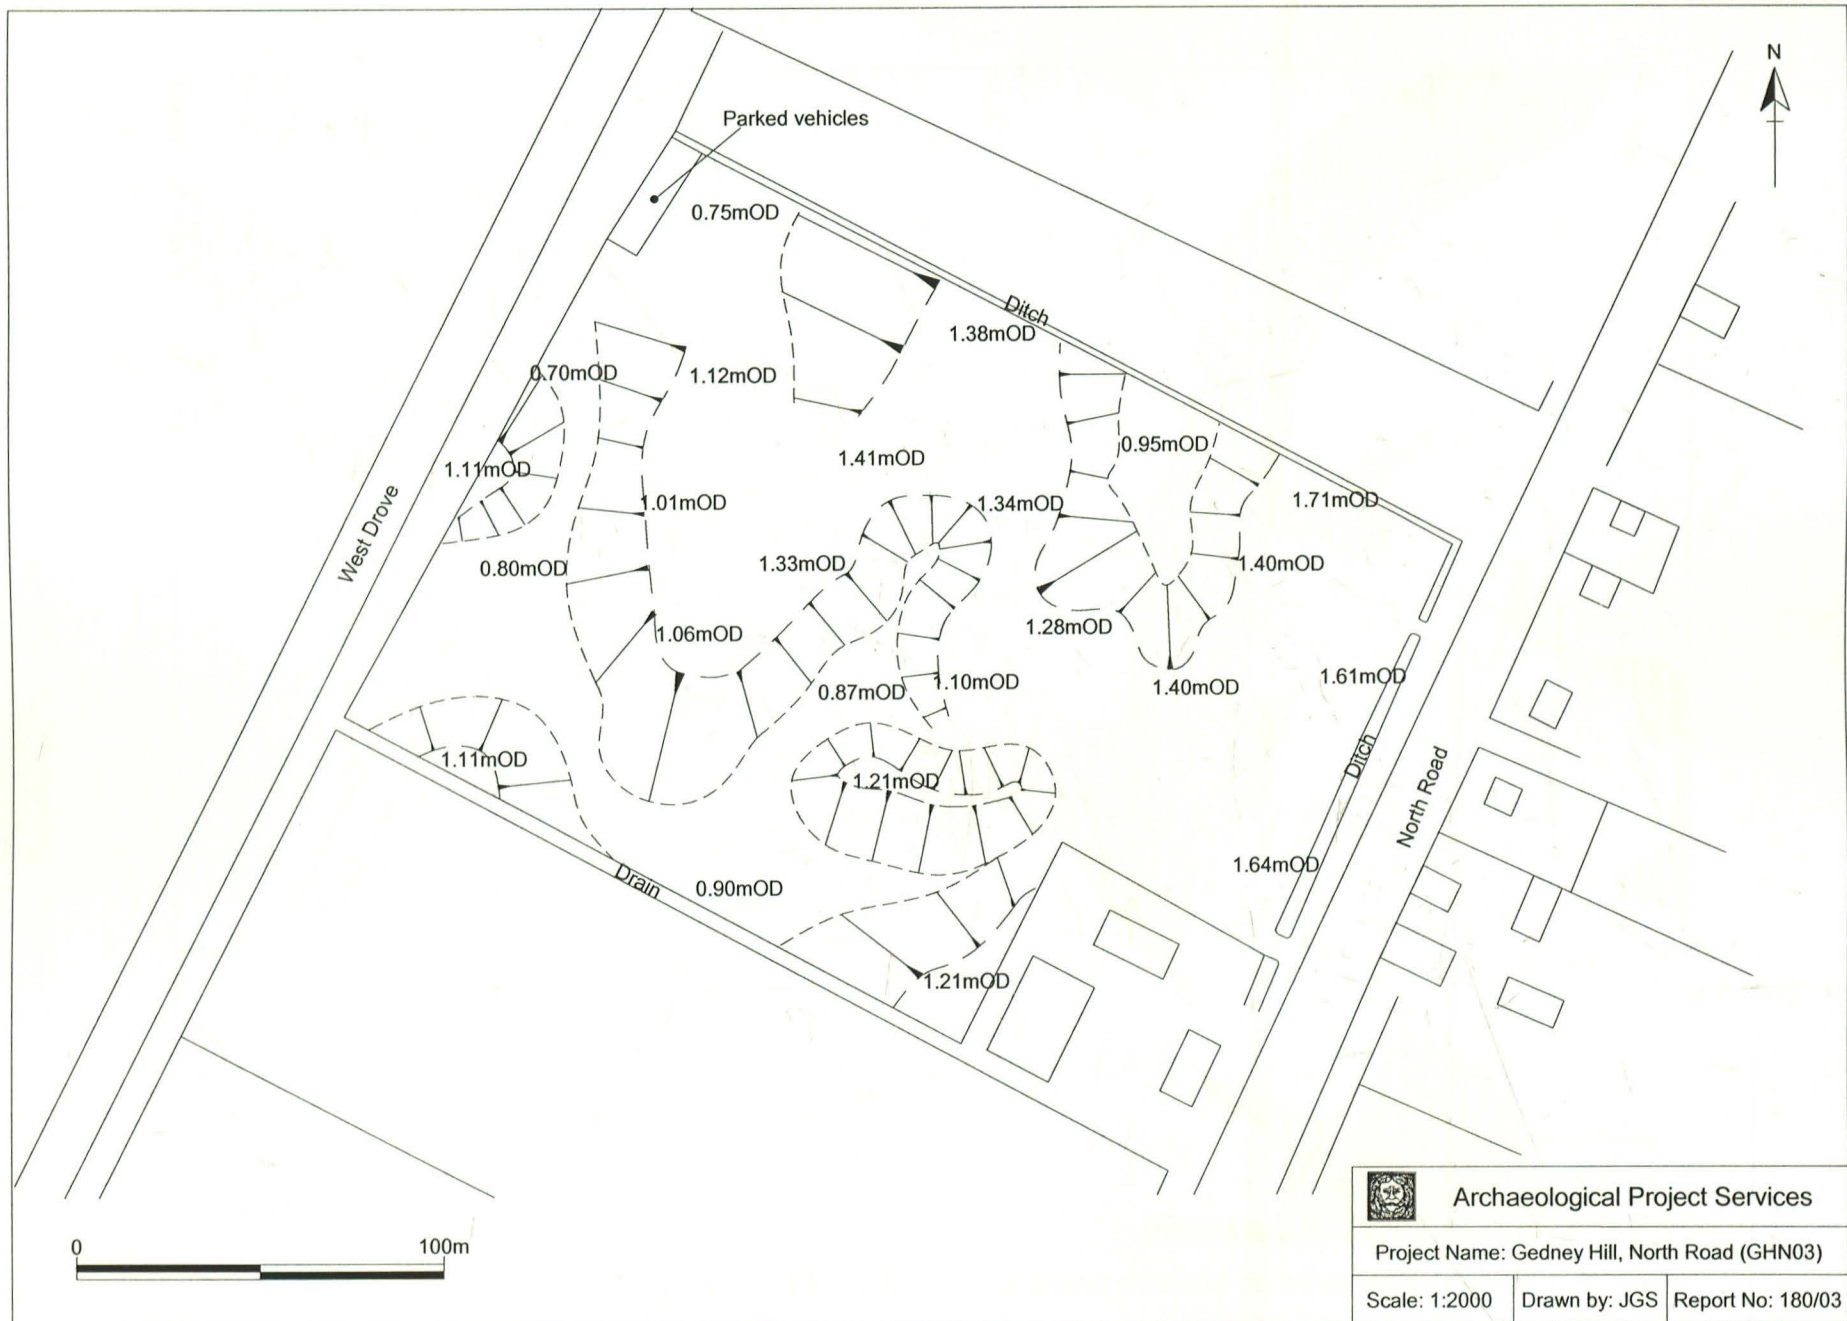 N
Parked vehicles
0.75mOD
Ditch
1.38mOD
0.70mOD
1.12mOD
0.95mOD
1.41mOD
1.11mOD
1.01mOD
1.34mOD
1.71mOD
West Drove
0.80mOD
1.33mOD
1.40mOD
1.06mOD
1.28mOD
0.87mOD
1.10mOD
1.40mOD
1.61mOD
1.11mOD
1.21mOD
Ditch
North Road
1.64mOD
Drain
0.90mOD
1.21mOD
0 100m
Archaeological Project Services
Project Name: Gedney Hill, North Road (GHN03)
Scale: 1:2000 Drawn by: JGS Report No: 180/03